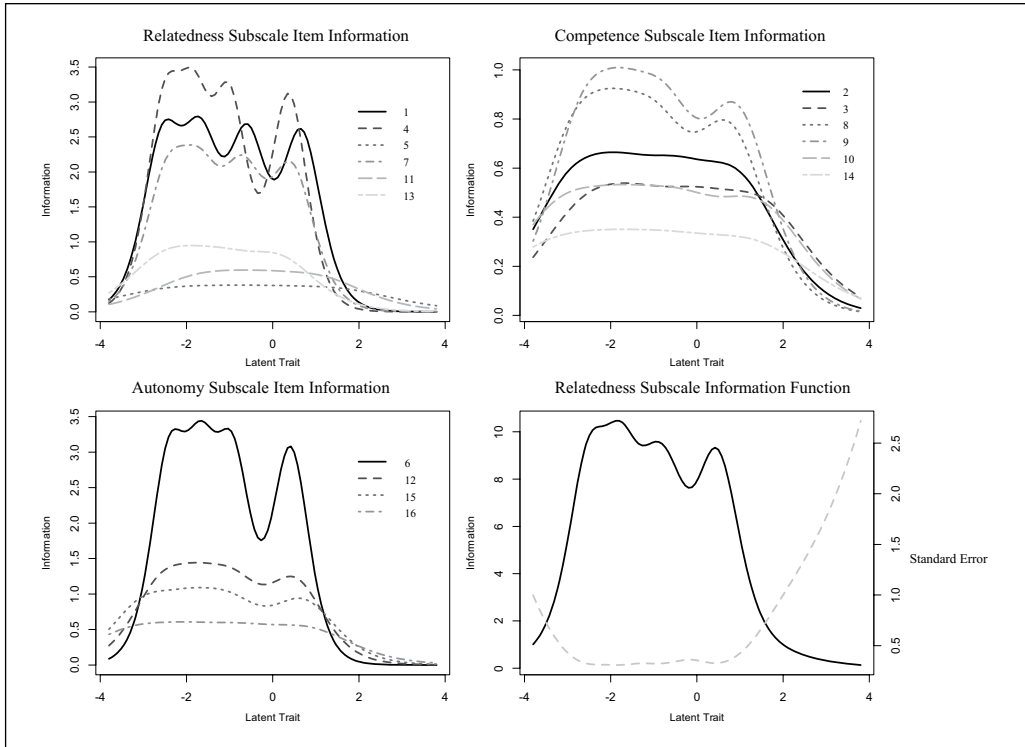 Relatedness Subscale Item Information
3.5
3.0
2.5
2.0
1.5
1.0
0.5
0.0
Information
1
4
5
7
11
13
-4 -2 0 2 4
Latent Trait
Competence Subscale Item Information
1.0
0.8
0.6
0.4
0.2
0.0
Information
2
3
8
9
10
14
-4 -2 0 2 4
Latent Trait
Autonomy Subscale Item Information
3.5
3.0
2.5
2.0
1.5
1.0
0.5
0.0
Information
6
12
15
16
-4 -2 0 2 4
Latent Trait
Relatedness Subscale Information Function
10
8
6
4
2
0
Information
2.5
2.0
1.5
1.0
0.5
Standard Error
-4 -2 0 2 4
Latent Trait